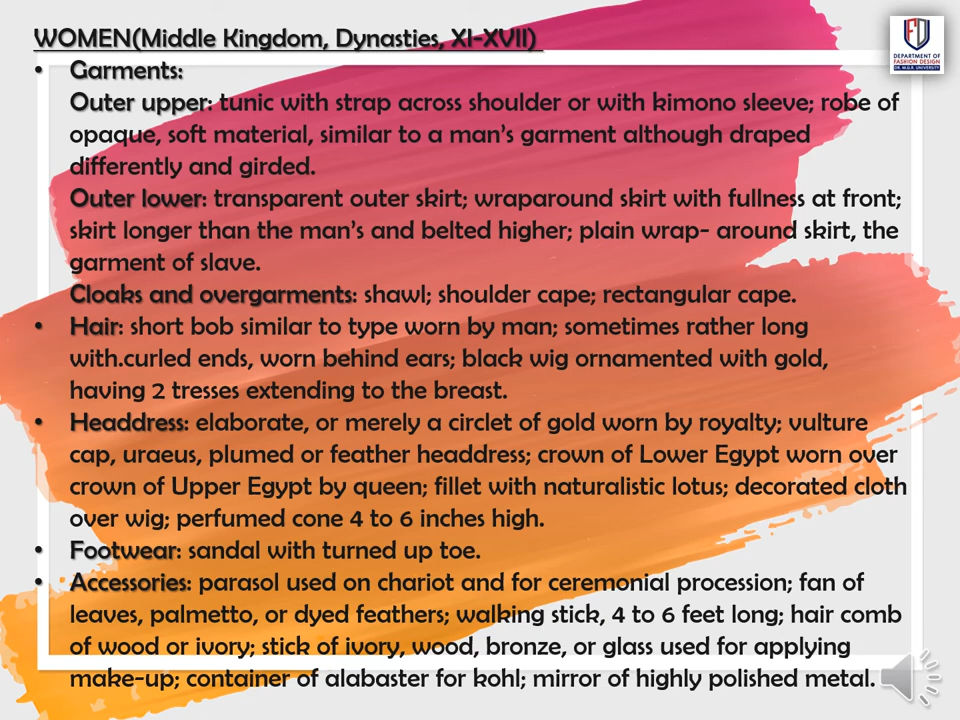 WOMEN(Middle Kingdom, Dynasties, XI-XVII)
• Garments:
Outer upper: tunic with strap across shoulder or with kimono sleeve; robe of
opaque, soft material, similar to a man's garment although draped
differently and girded.
Outer lower: transparent outer skirt; wraparound skirt with fullness at front;
skirt longer than the man's and belted higher; plain wrap- around skirt, the
garment of slave.
Cloaks and overgarments: shawl; shoulder cape; rectangular cape.
• Hair: short bob similar to type worn by man; sometimes rather long
with.curled ends, worn behind ears; black wig ornamented with gold,
having 2 tresses extending to the breast.
• Headdress: elaborate, or merely a circlet of gold worn by royalty; vulture
cap, uraeus, plumed or feather headdress; crown of Lower Egypt worn over
crown of Upper Egypt by queen; fillet with naturalistic lotus; decorated cloth
over wig; perfumed cone 4 to 6 inches high.
• Footwear: sandal with turned up toe.
• Accessories: parasol used on chariot and for ceremonial procession; fan of
leaves, palmetto, or dyed feathers; walking stick, 4 to 6 feet long; hair comb
of wood or ivory; stick of ivory, wood, bronze, or glass used for applying
make-up; container of alabaster for kohl; mirror of highly polished metal.
FD
DEPARTMENT OF
FASHION DESIGN
DR. M.G.R. UNIVERSITY